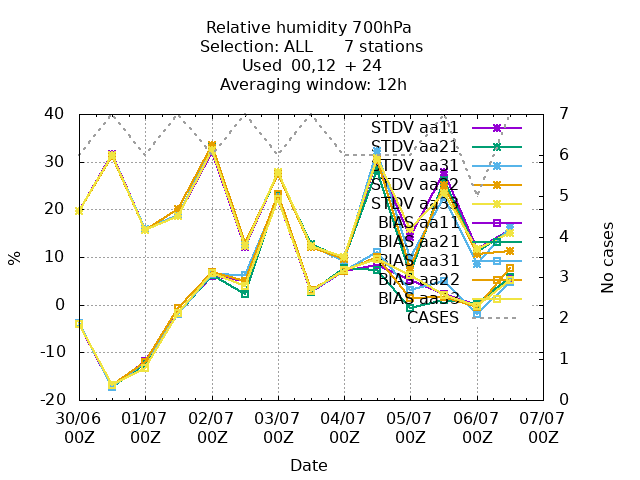 Relative humidity 700hPa
Selection: ALL 7 stations
Used 00,12 + 24
Averaging window: 12h
40
30
20
10
0
-10
-20
%
7
6
5
4
3
2
1
0
No cases
STDV aa11
STDV aa21
STDV aa31
STDV aa22
STDV aa33
BIAS aa11
BIAS aa21
BIAS aa31
BIAS aa22
BIAS aa33
CASES
30/06 01/07 02/07 03/07 04/07 05/07 06/07 07/07
00Z 00Z 00Z 00Z 00Z 00Z 00Z 00Z
Date